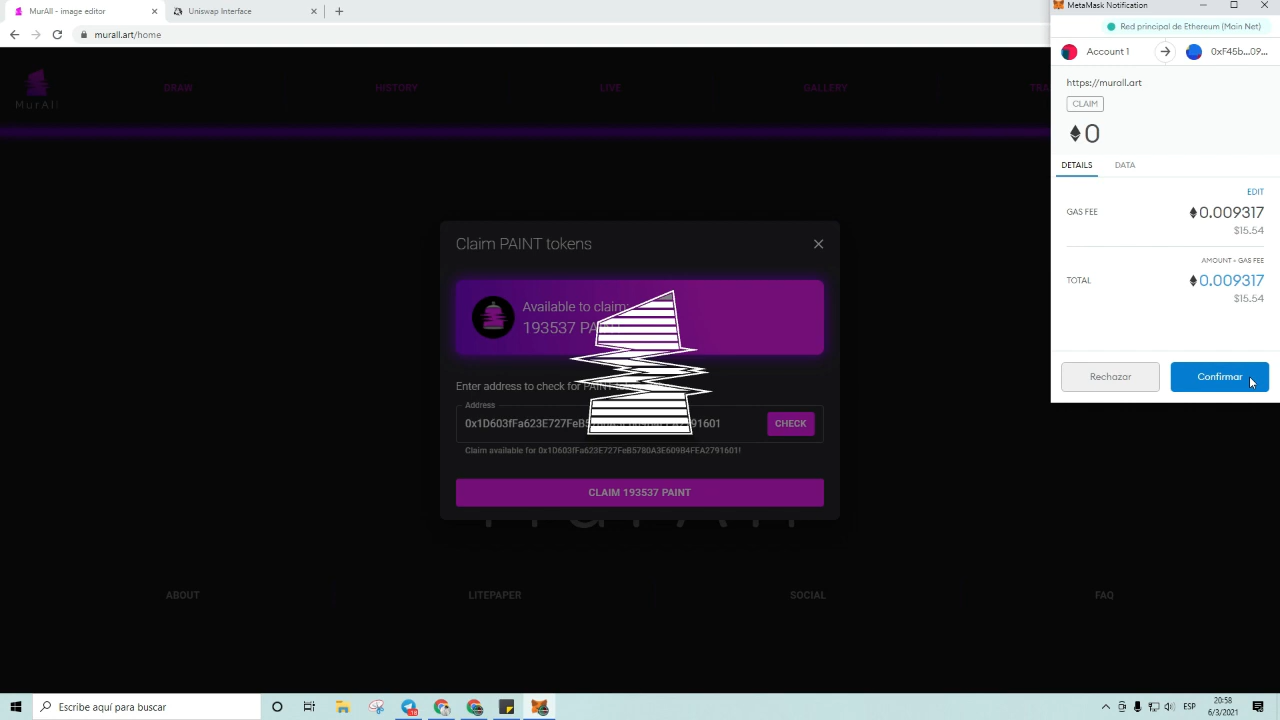 MurAll - image editor
Uniswap Interface
murall.art/home
MurAll
DRAW
HISTORY
LIVE
GALLERY
Claim PAINT tokens
Available to claim:
193537
Enter address to check for
Address
CHECK
Claim available for 0x1D603fFa623E727FeB5780A3E609B4FEA2791601!
CLAIM 193537 PAINT
ABOUT
LITEPAPER
SOCIAL
FAQ
MetaMask Notification
Red principal de Ethereum (Main Net)
Account 1
0xF45b...09...
https://murall.art
CLAIM
0
DETAILS
DATA
EDIT
GAS FEE
0.009317
$15.54
AMOUNT + GAS FEE
TOTAL
0.009317
$15.54
Rechazar
Confirmar
Escribe aquí para buscar
ESP
20:58
6/3/2021